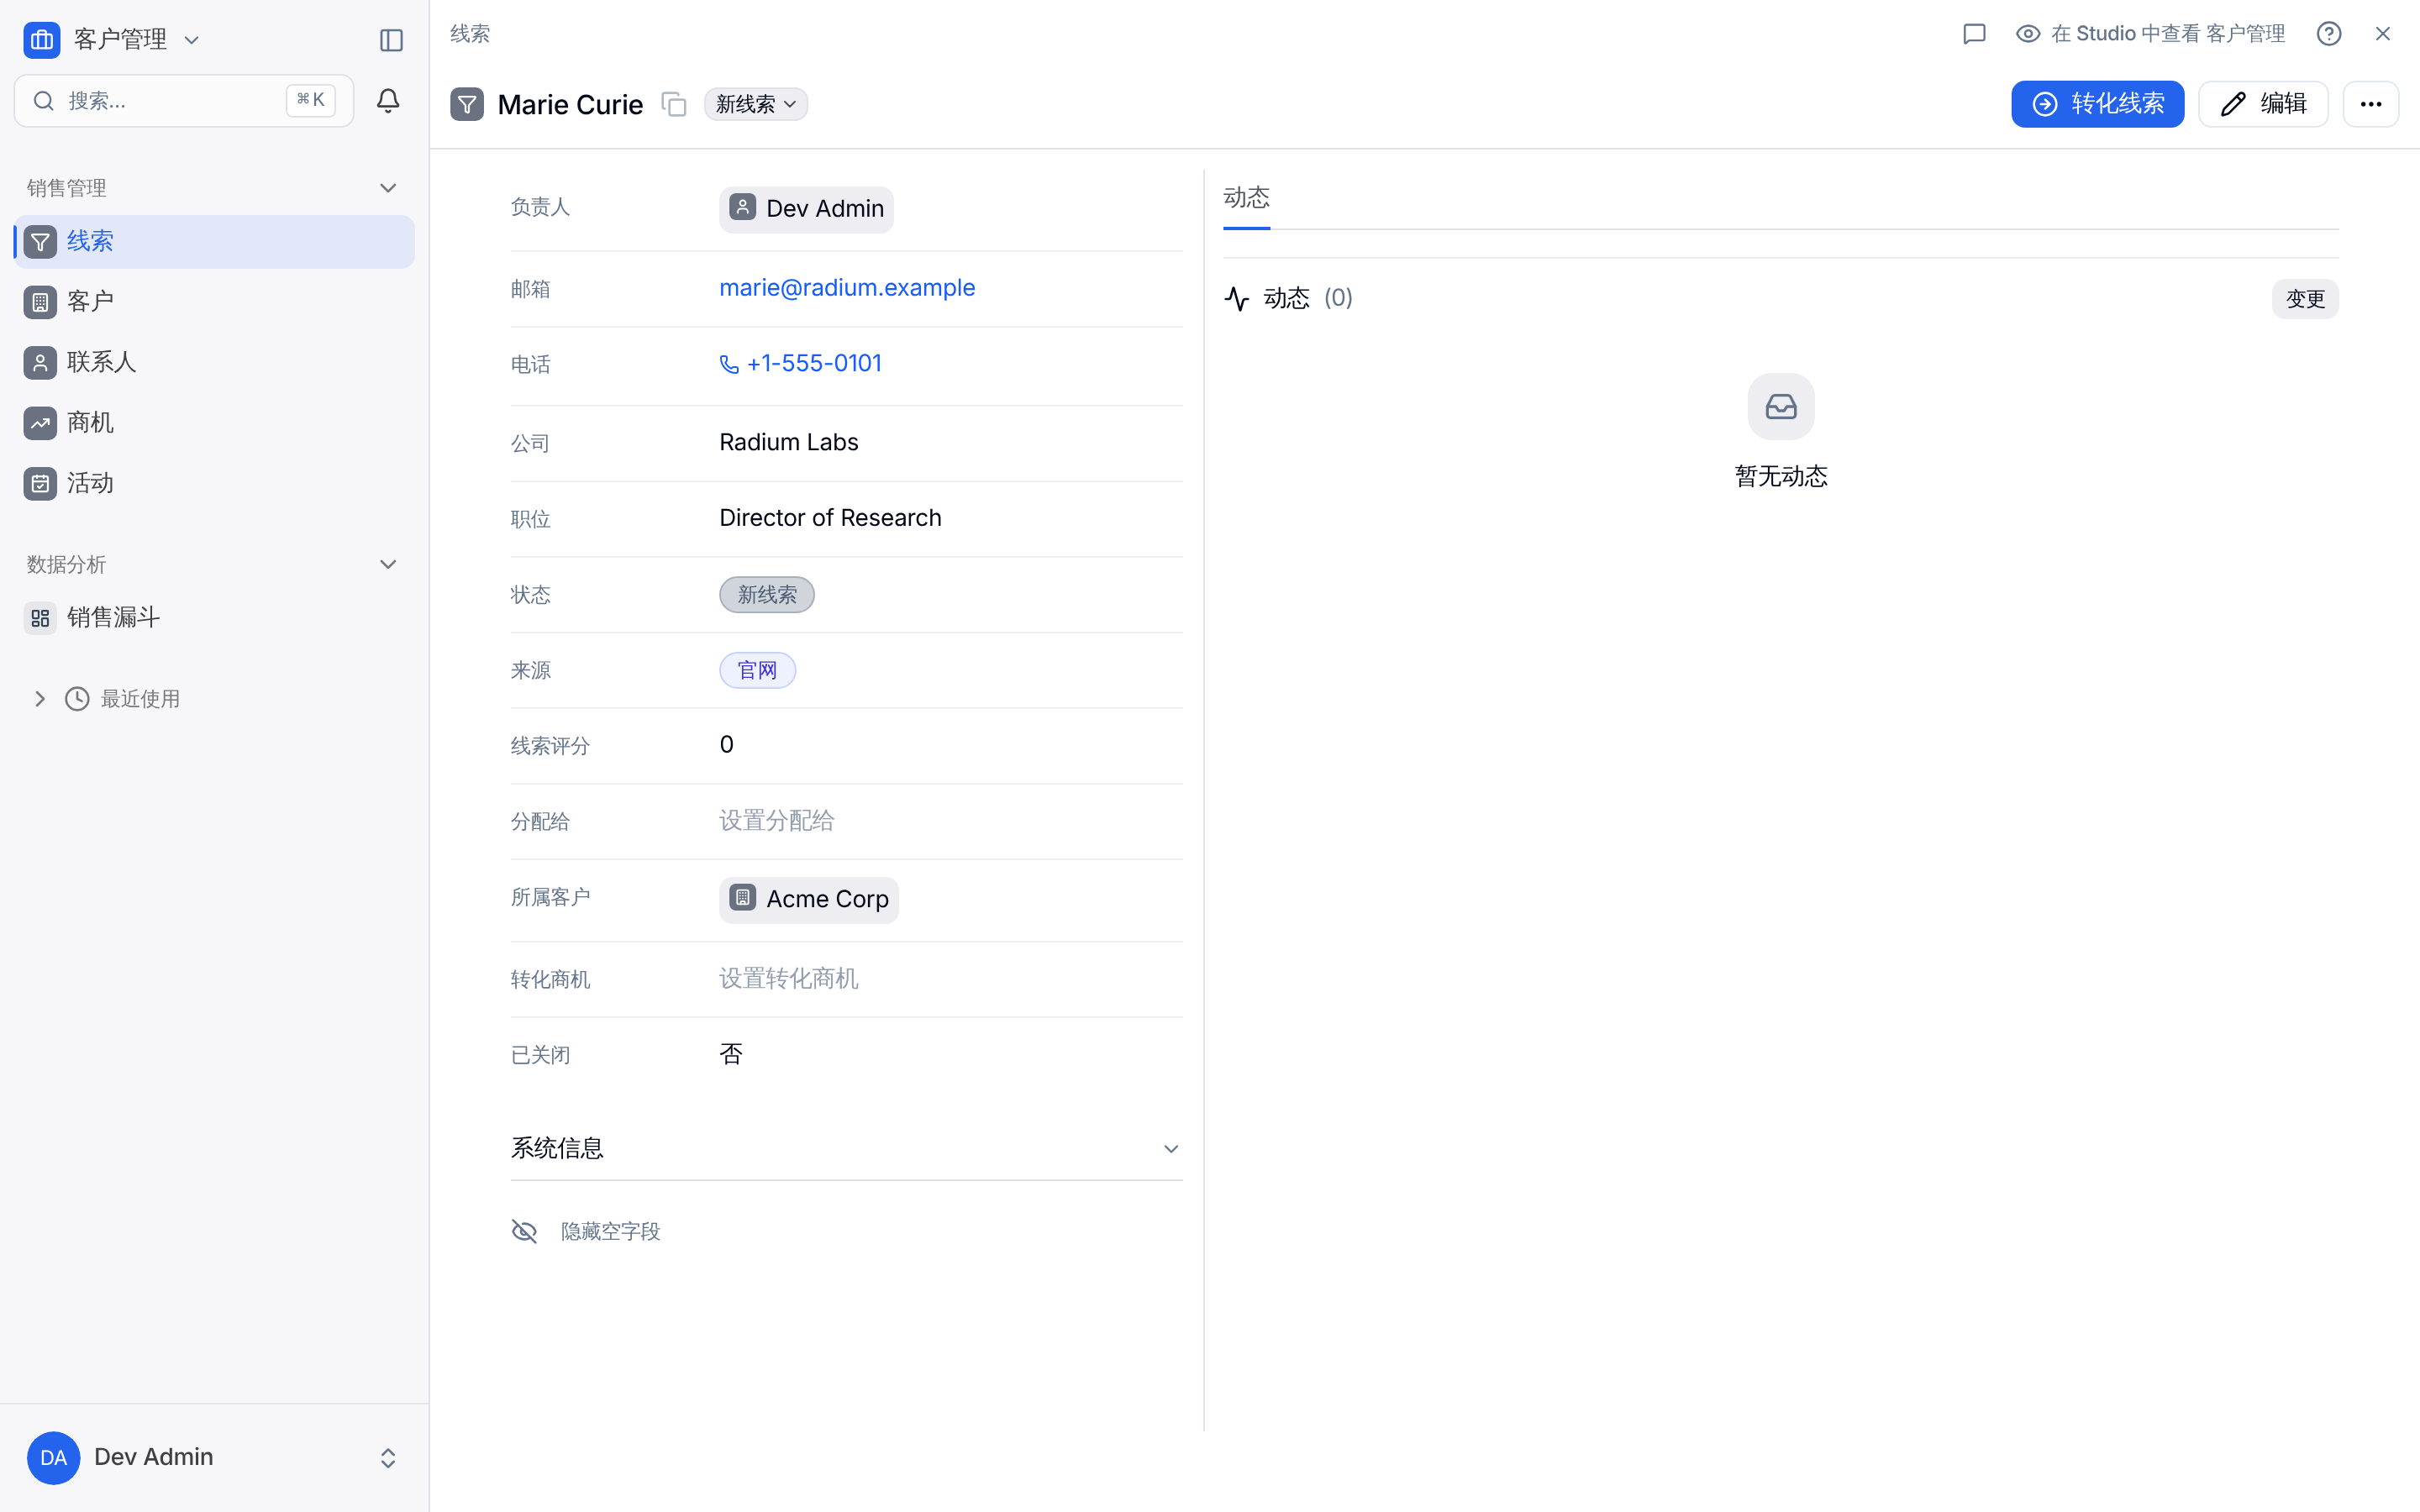 客户管理
搜索...
⌘K
销售管理
线索
客户
联系人
商机
活动
数据分析
销售漏斗
最近使用
DA
Dev Admin
线索
在 Studio 中查看 客户管理
Marie Curie
新线索
转化线索
编辑
负责人
Dev Admin
邮箱
marie@radium.example
电话
+1-555-0101
公司
Radium Labs
职位
Director of Research
状态
新线索
来源
官网
线索评分
0
分配给
设置分配给
所属客户
Acme Corp
转化商机
设置转化商机
已关闭
否
系统信息
隐藏空字段
动态
动态 (0)
变更
暂无动态